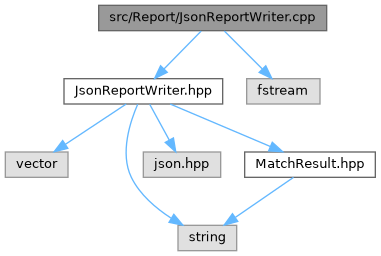 src/Report/JsonReportWriter.cpp
JsonReportWriter.hpp
fstream
vector
json.hpp
MatchResult.hpp
string